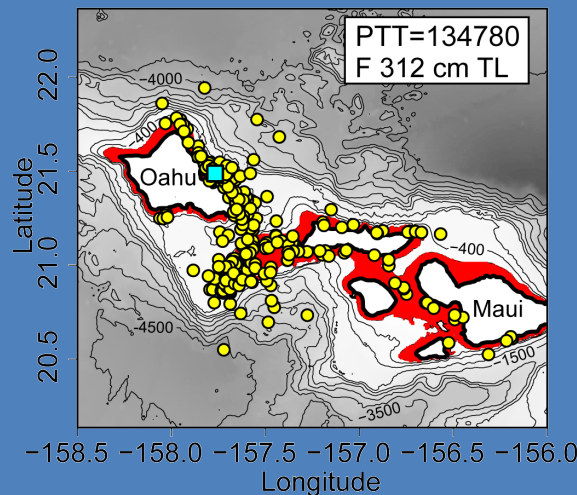 PTT=134780
F 312 cm TL
22.0
21.5
21.0
20.5
Latitude
−4000
−400
Oahu
−400
Maui
−4500
−1500
−3500
−158.5 −158.0 −157.5 −157.0 −156.5 −156.0
Longitude